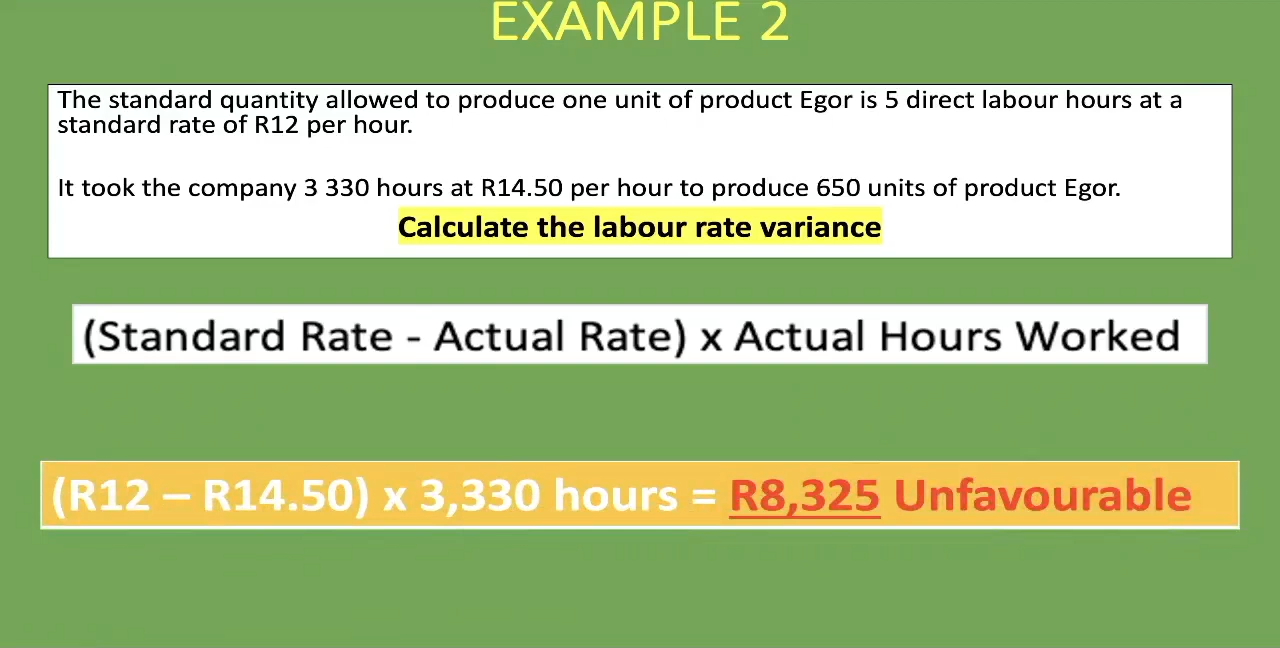 EXAMPLE 2
The standard quantity allowed to produce one unit of product Egor is 5 direct labour hours at a
standard rate of R12 per hour.
It took the company 3 330 hours at R14.50 per hour to produce 650 units of product Egor.
Calculate the labour rate variance
(Standard Rate - Actual Rate) x Actual Hours Worked
(R12 – R14.50) x 3,330 hours = R8,325 Unfavourable